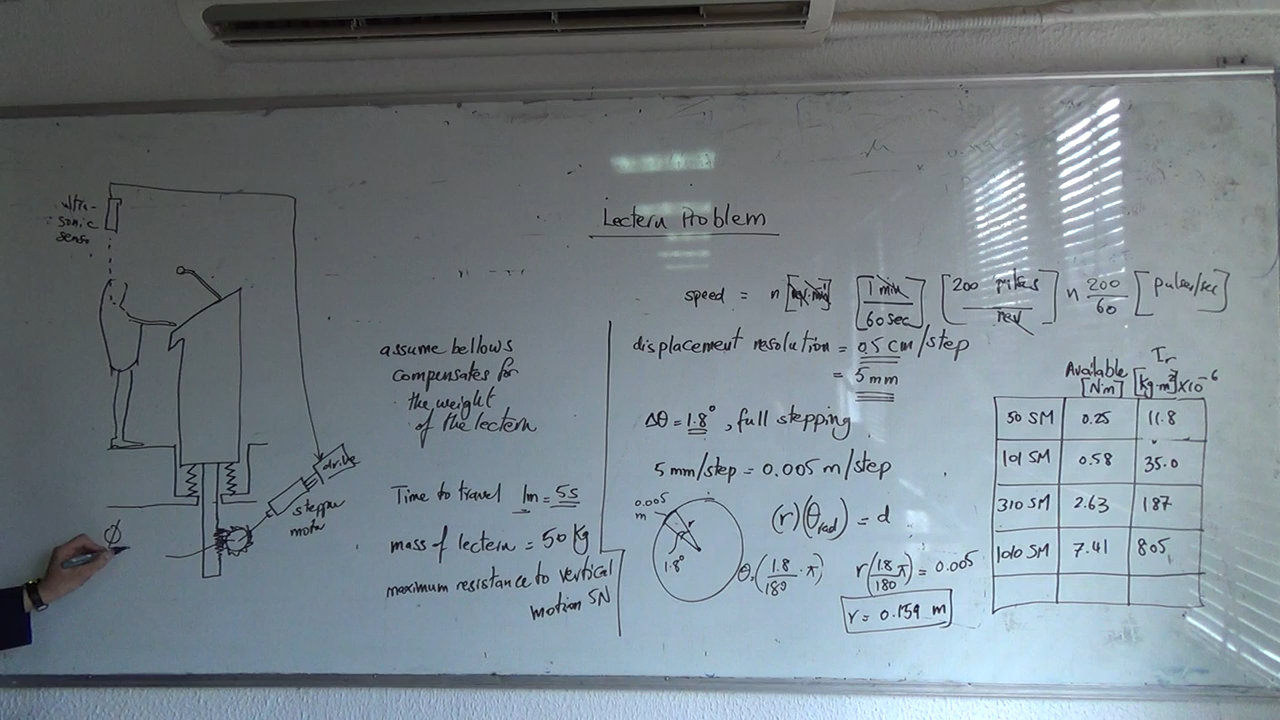 Lectern Problem
ultra-
sonic
sensor
drive
stepper
motor
ϕ
assume bellows
compensates for
the weight
of the lectern
Time to travel 1m = 5s
mass of lectern = 50 Kg
maximum resistance to vertical
motion 5N
speed = n [rev/min] [1 min / 60 sec] [200 pulses / rev] n 200/60 [pulses/sec]
displacement resolution = 0.5 cm/step
= 5 mm
Δθ = 1.8°, full stepping
5 mm/step = 0.005 m/step
0.005
m
r
1.8°
(r)(θrad) = d
θ, (1.8/180 · π)
r(1.8/180 π) = 0.005
r = 0.159 m
Available [N·m] Ir [Kg·m²] x10⁻⁶
50 SM 0.25 11.8
101 SM 0.58 35.0
310 SM 2.63 187
1010 SM 7.41 805